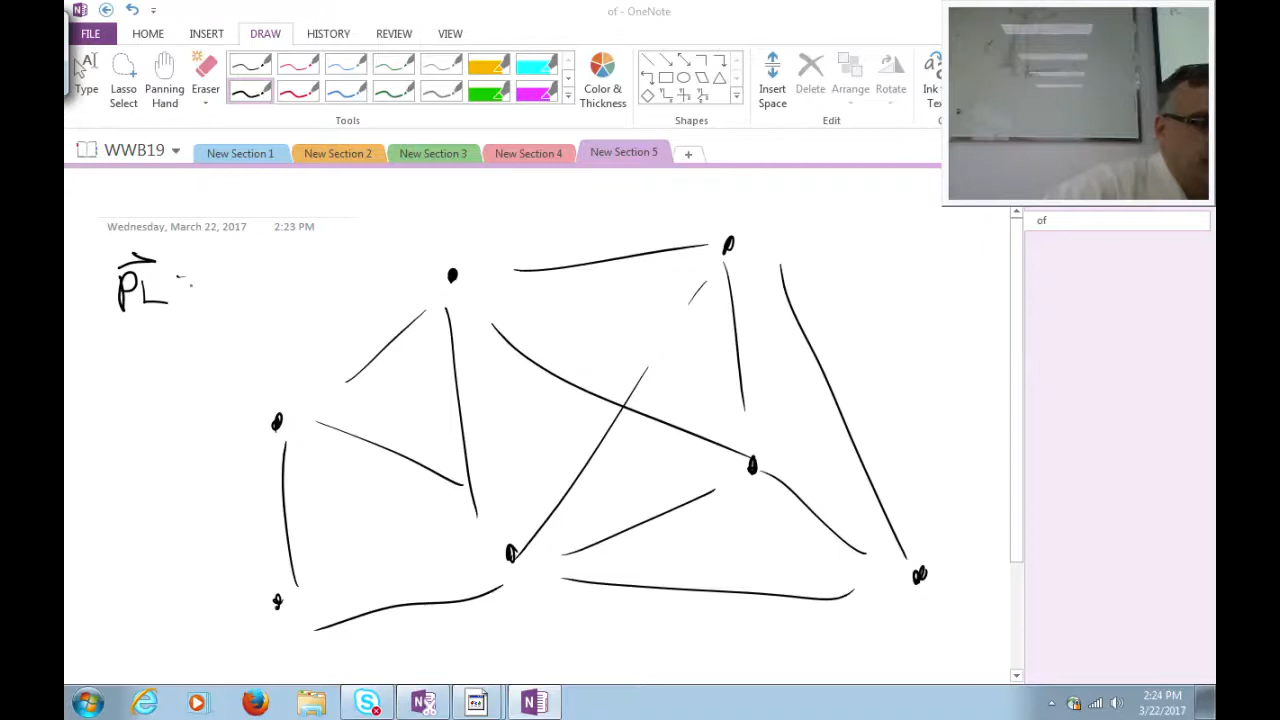 of - OneNote
FILE HOME INSERT DRAW HISTORY REVIEW VIEW
Type
Lasso Select
Panning Hand
Eraser
Color & Thickness
Insert Space
Delete
Arrange
Rotate
Tools
Shapes
Edit
WWB19
New Section 1
New Section 2
New Section 3
New Section 4
New Section 5
of
Wednesday, March 22, 2017 2:23 PM
PL
2:24 PM
3/22/2017